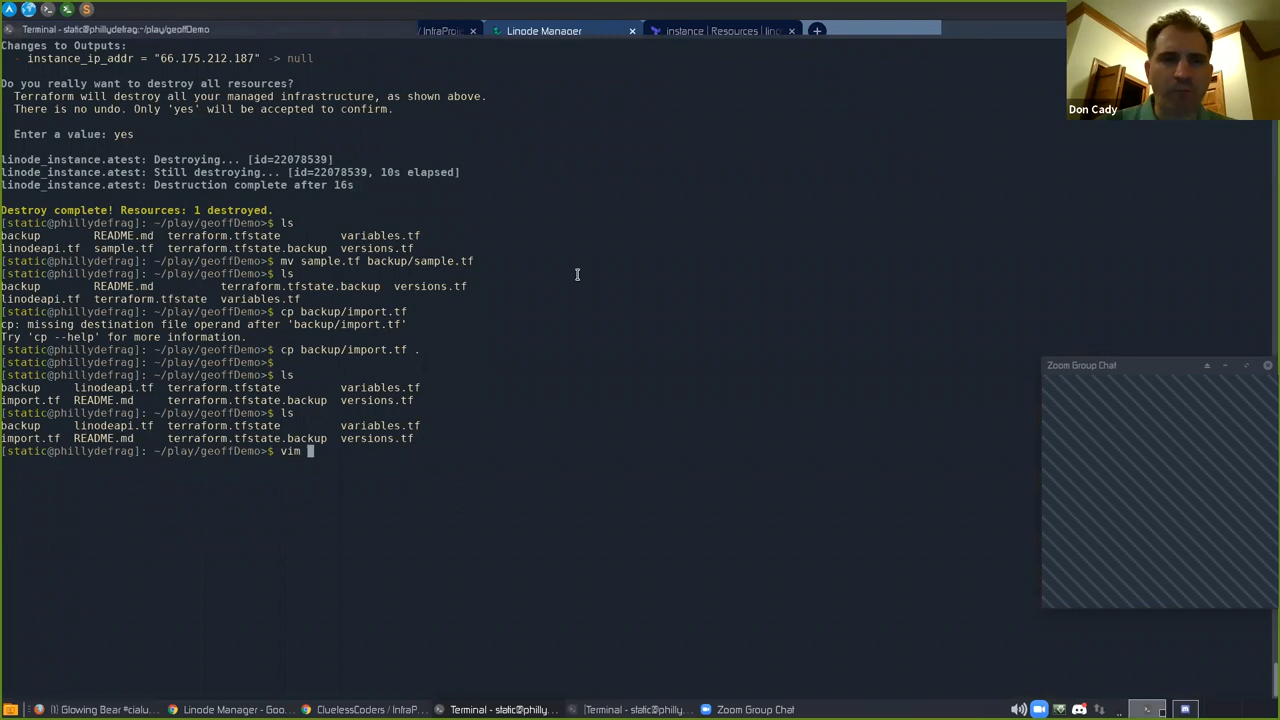 Terminal - static@phillydefrag:~/play/geoffDemo
/ InfraProj
Linode Manager
instance | Resources | lino
Changes to Outputs:
- instance_ip_addr = "66.175.212.187" -> null
Do you really want to destroy all resources?
Terraform will destroy all your managed infrastructure, as shown above.
There is no undo. Only 'yes' will be accepted to confirm.
Enter a value: yes
linode_instance.atest: Destroying... [id=22078539]
linode_instance.atest: Still destroying... [id=22078539, 10s elapsed]
linode_instance.atest: Destruction complete after 16s
Destroy complete! Resources: 1 destroyed.
[static@phillydefrag]: ~/play/geoffDemo>$ ls
backup README.md terraform.tfstate variables.tf
linodeapi.tf sample.tf terraform.tfstate.backup versions.tf
[static@phillydefrag]: ~/play/geoffDemo>$ mv sample.tf backup/sample.tf
[static@phillydefrag]: ~/play/geoffDemo>$ ls
backup README.md terraform.tfstate.backup versions.tf
linodeapi.tf terraform.tfstate variables.tf
[static@phillydefrag]: ~/play/geoffDemo>$ cp backup/import.tf
cp: missing destination file operand after 'backup/import.tf'
Try 'cp --help' for more information.
[static@phillydefrag]: ~/play/geoffDemo>$ cp backup/import.tf .
[static@phillydefrag]: ~/play/geoffDemo>$
[static@phillydefrag]: ~/play/geoffDemo>$ ls
backup linodeapi.tf terraform.tfstate variables.tf
import.tf README.md terraform.tfstate.backup versions.tf
[static@phillydefrag]: ~/play/geoffDemo>$ ls
backup linodeapi.tf terraform.tfstate variables.tf
import.tf README.md terraform.tfstate.backup versions.tf
[static@phillydefrag]: ~/play/geoffDemo>$ vim
Don Cady
Zoom Group Chat
(1) Glowing Bear #cialu...
Linode Manager - Goo...
CluelessCoders / InfraP...
Terminal - static@philly...
[Terminal - static@philly...
Zoom Group Chat